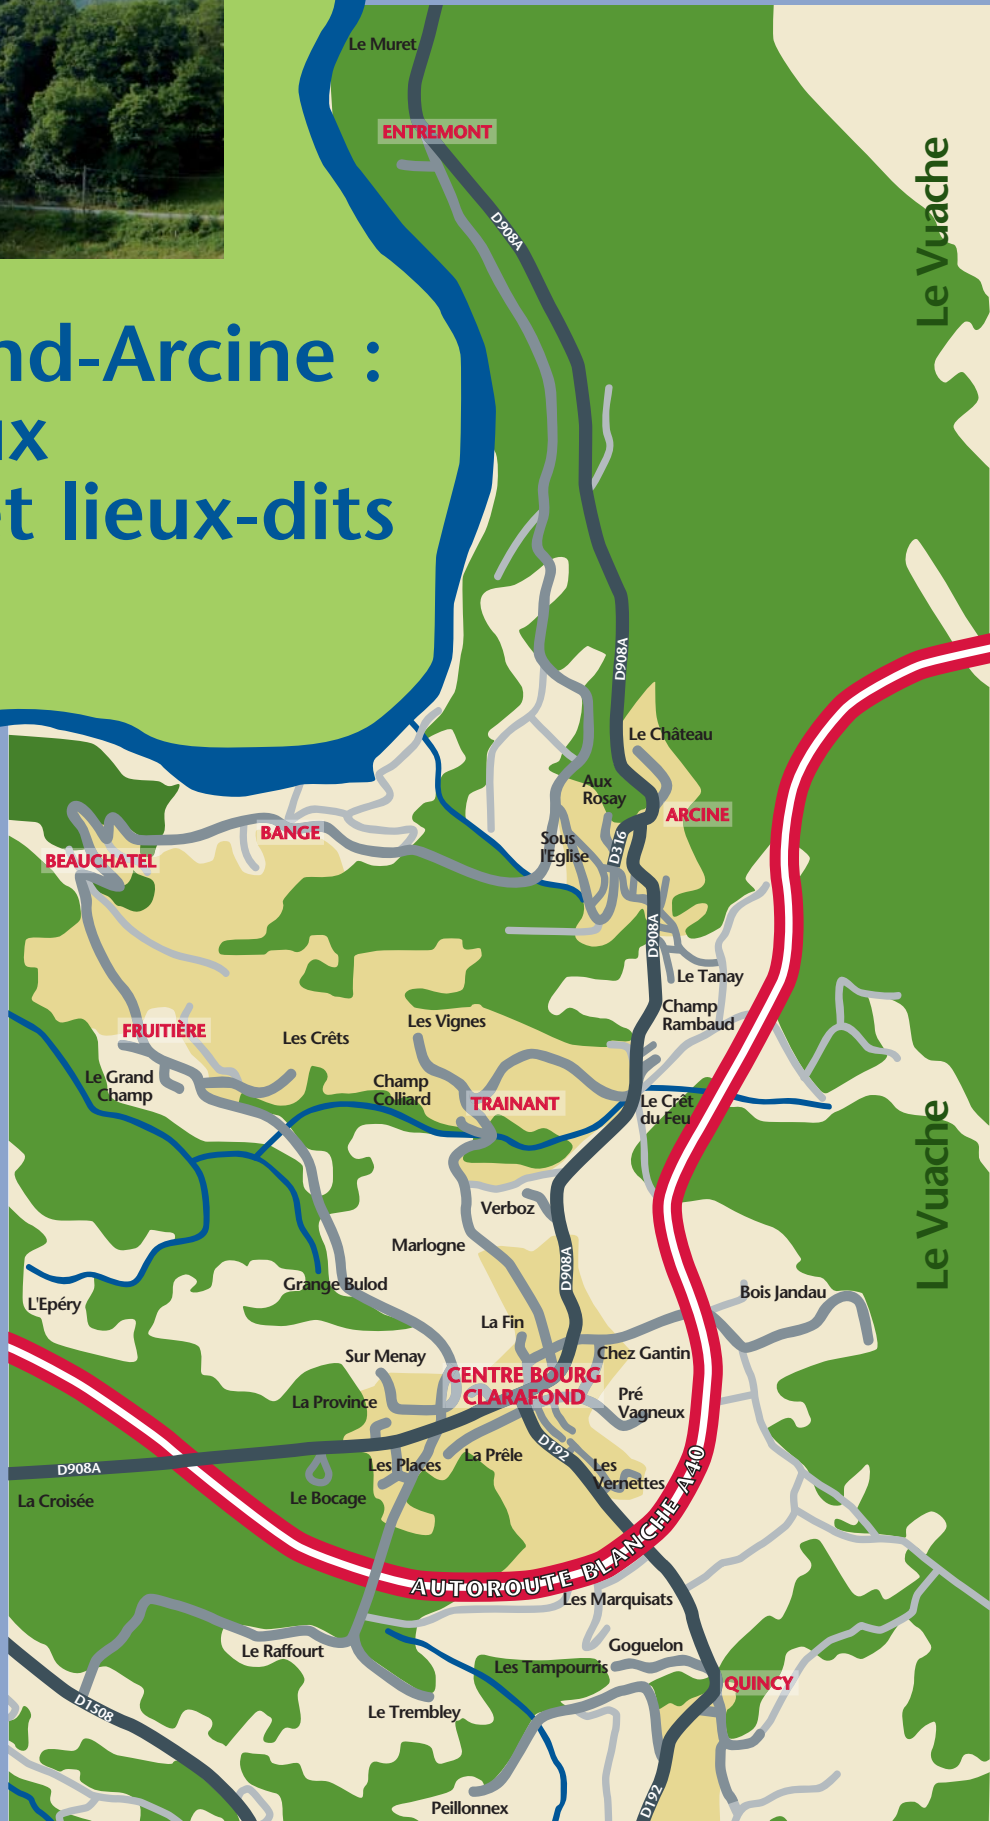 Le Muret
ENTREMONT
D908A
Le Vuache
nd-Arcine :
ux
et lieux-dits
D908A
Le Château
Aux
Rosay
ARCINE
BANGE
Sous
l'Eglise
D316
BEAUCHATEL
D908A
Le Tanay
Champ
Rambaud
Les Vignes
FRUITIÈRE
Les Crêts
Le Grand
Champ
Champ
Colliard
TRAINANT
Le Crêt
du Feu
Le Vuache
Verboz
Marlogne
D908A
Grange Bulod
Bois Jandau
L'Epéry
La Fin
Sur Menay
Chez Gantin
CENTRE BOURG
CLARAFOND
La Province
Pré
Vagneux
D192
La Prêle
Les Places
Les
Vernettes
D908A
Le Bocage
La Croisée
AUTOROUTE BLANCHE A40
Les Marquisats
Goguelon
Le Raffourt
Les Tampourris
QUINCY
Le Trembley
D1508
D192
Peillonnex